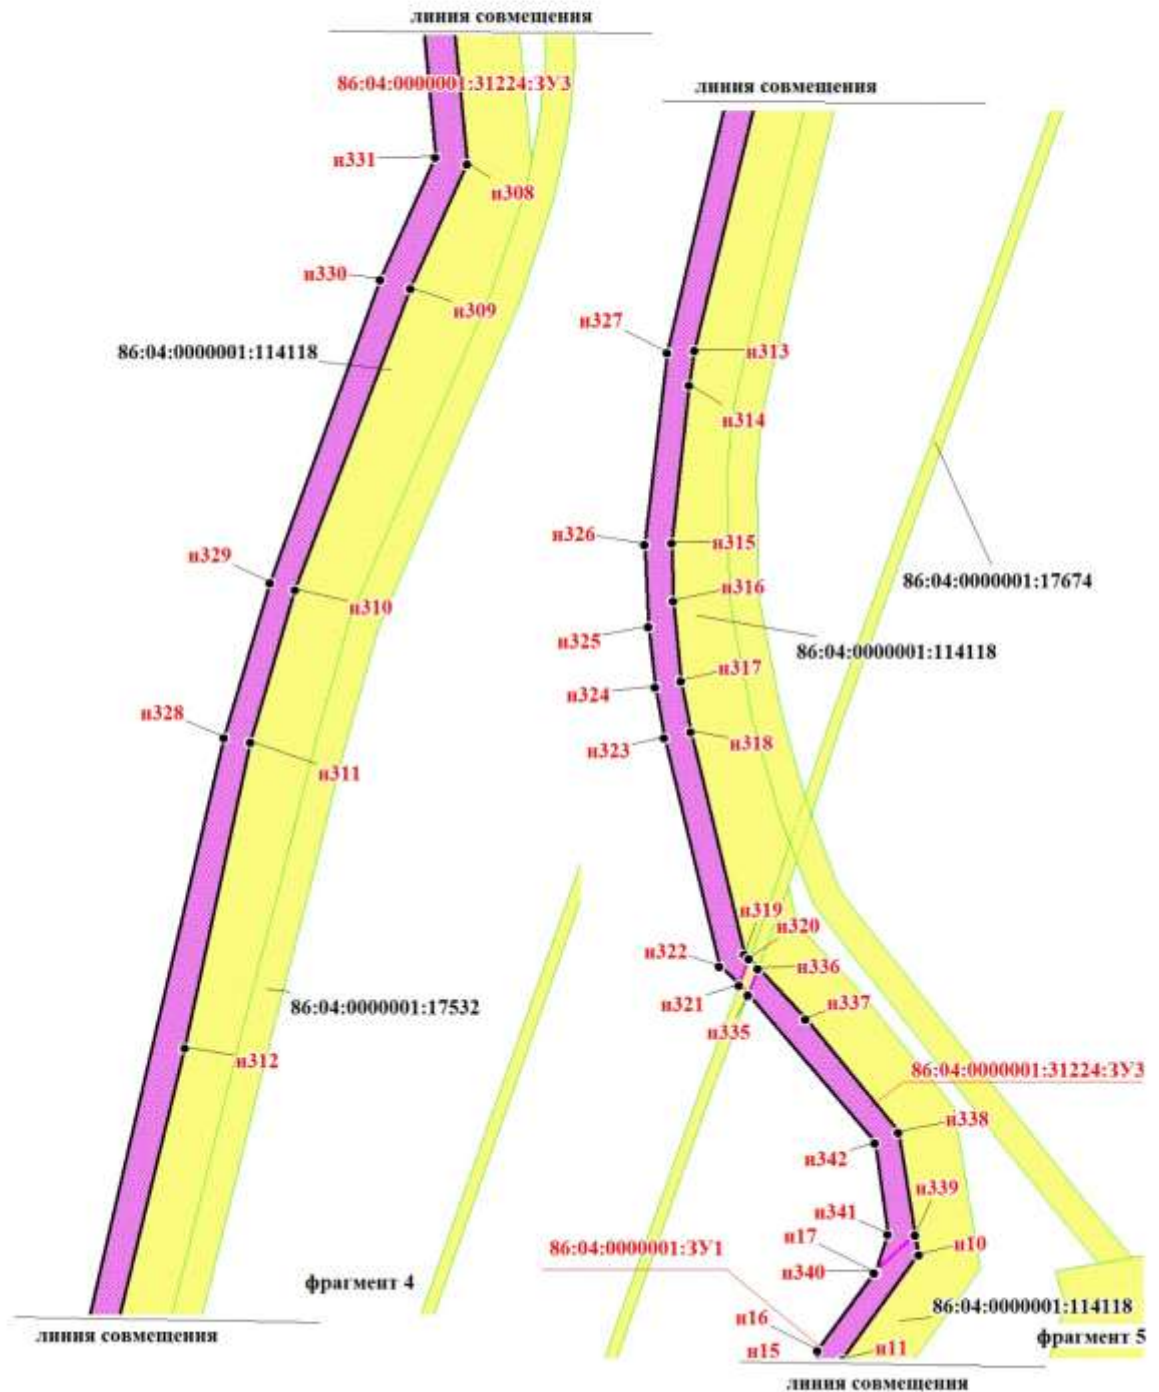 линия совмещения
86:04:0000001:31224:ЗУ3
н331
н308
н330
н309
86:04:0000001:114118
н329
н310
н328
н311
86:04:0000001:17532
н312
фрагмент 4
линия совмещения
линия совмещения
н327
н313
н314
н326
н315
86:04:0000001:17674
н316
н325
86:04:0000001:114118
н317
н324
н318
н323
н319
н320
н322
н336
н321
н337
н335
86:04:0000001:31224:ЗУ3
н338
н342
н339
н341
н17
86:04:0000001:ЗУ1
н10
н340
86:04:0000001:114118
н16
фрагмент 5
н15
н11
линия совмещения